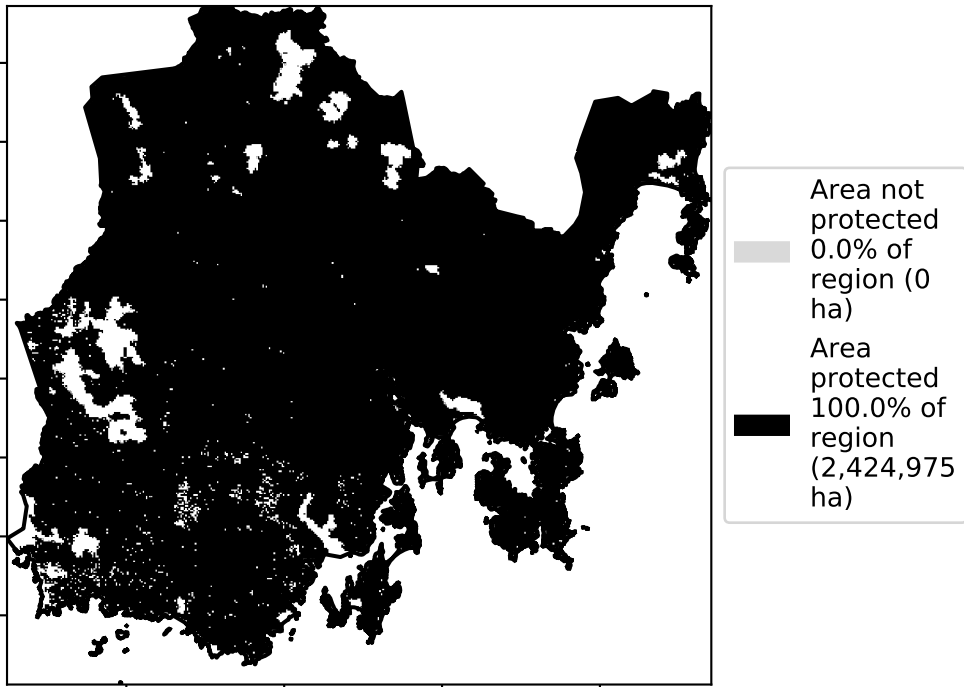 Area not
protected
0.0% of
region (0
ha)
Area
protected
100.0% of
region
(2,424,975
ha)